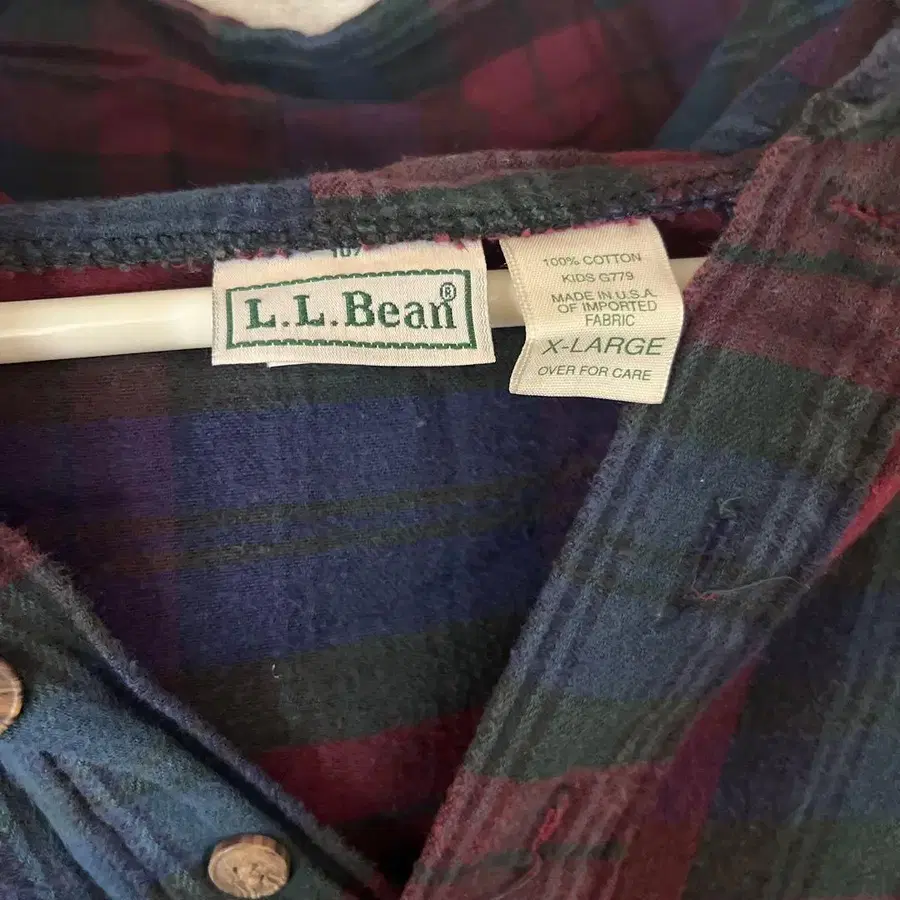 L.L.Bean®
100% COTTON
KIDS G779
MADE IN U.S.A.
OF IMPORTED
FABRIC
X-LARGE
OVER FOR CARE